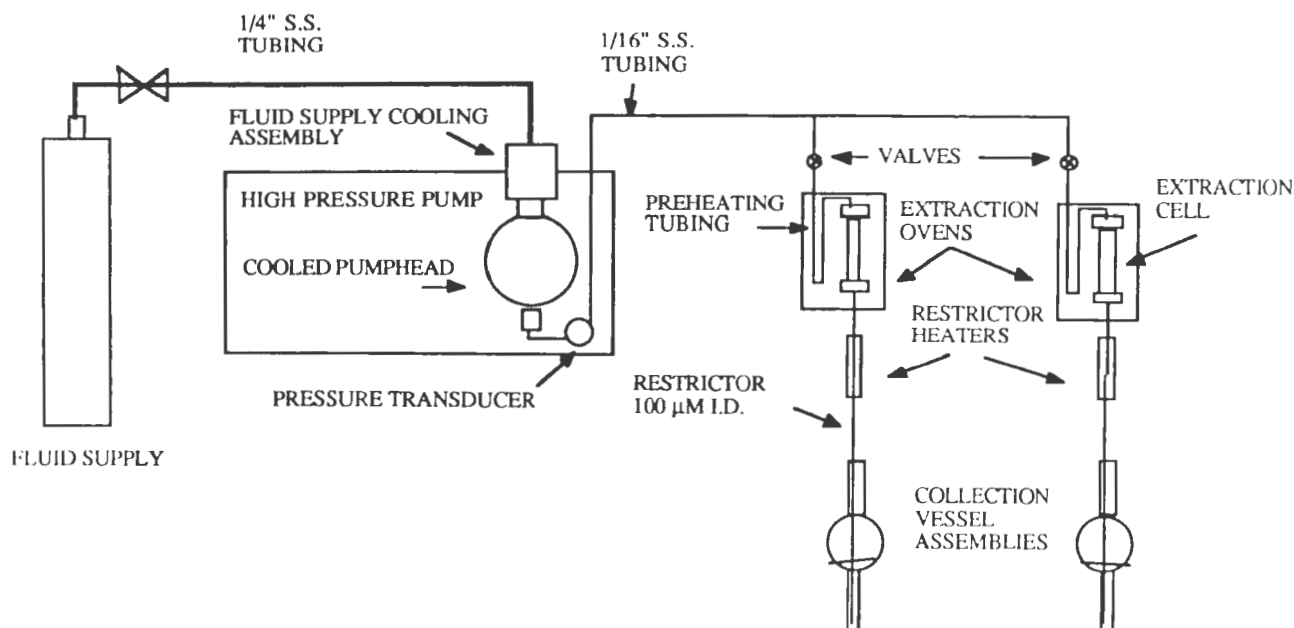 1/4" S.S.
TUBING
1/16" S.S.
TUBING
FLUID SUPPLY COOLING
ASSEMBLY
VALVES
HIGH PRESSURE PUMP
PREHEATING
TUBING
EXTRACTION
OVENS
EXTRACTION
CELL
COOLED PUMPHEAD
RESTRICTOR
HEATERS
PRESSURE TRANSDUCER
RESTRICTOR
100 µM I.D.
FLUID SUPPLY
COLLECTION
VESSEL
ASSEMBLIES